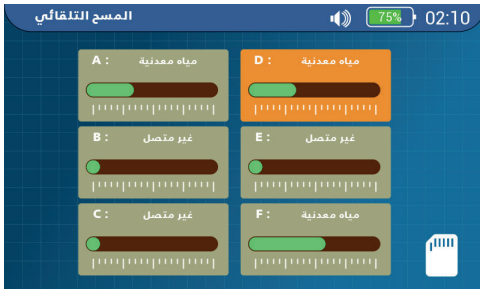 المسح التلقائي 75% 02:10
A : مياه معدنية
D : مياه معدنية
B : غير متصل
E : غير متصل
C : غير متصل
F : مياه معدنية